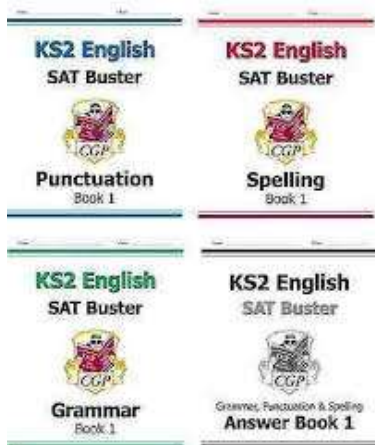 KS2 English
SAT Buster
CGP
Punctuation
Book 1
KS2 English
SAT Buster
CGP
Spelling
Book 1
KS2 English
SAT Buster
CGP
Grammar
Book 1
KS2 English
SAT Buster
CGP
Grammar, Punctuation & Spelling
Answer Book 1